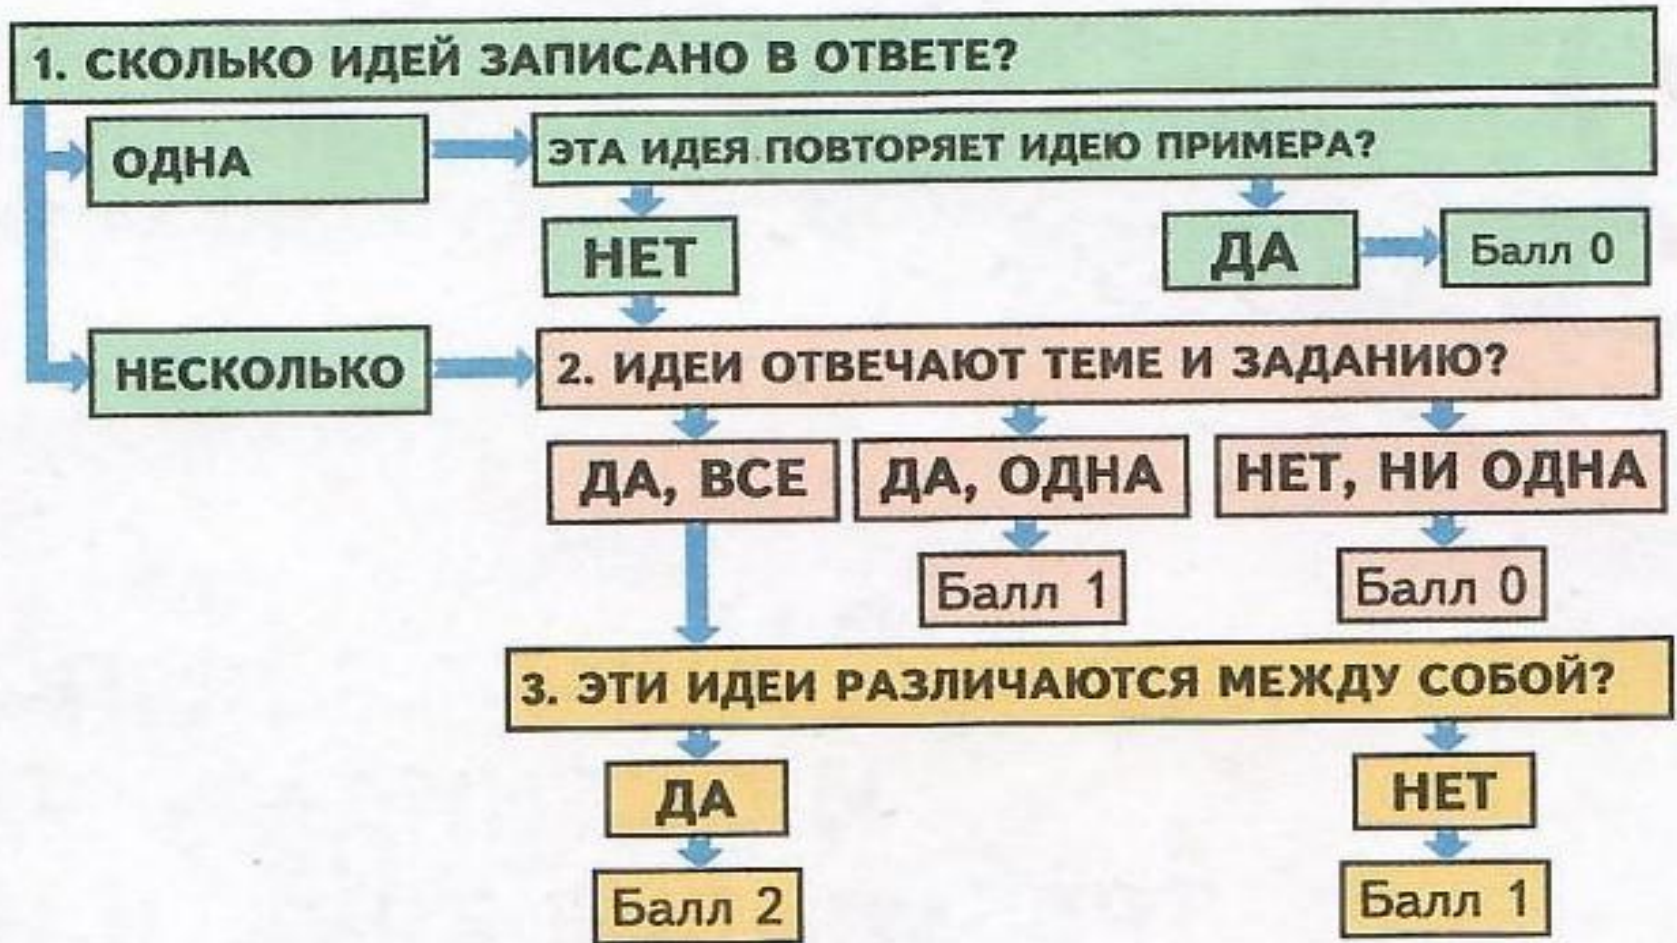 1. СКОЛЬКО ИДЕЙ ЗАПИСАНО В ОТВЕТЕ?
ОДНА
ЭТА ИДЕЯ ПОВТОРЯЕТ ИДЕЮ ПРИМЕРА?
НЕТ
ДА
Балл 0
НЕСКОЛЬКО
2. ИДЕИ ОТВЕЧАЮТ ТЕМЕ И ЗАДАНИЮ?
ДА, ВСЕ
ДА, ОДНА
НЕТ, НИ ОДНА
Балл 1
Балл 0
3. ЭТИ ИДЕИ РАЗЛИЧАЮТСЯ МЕЖДУ СОБОЙ?
ДА
НЕТ
Балл 2
Балл 1